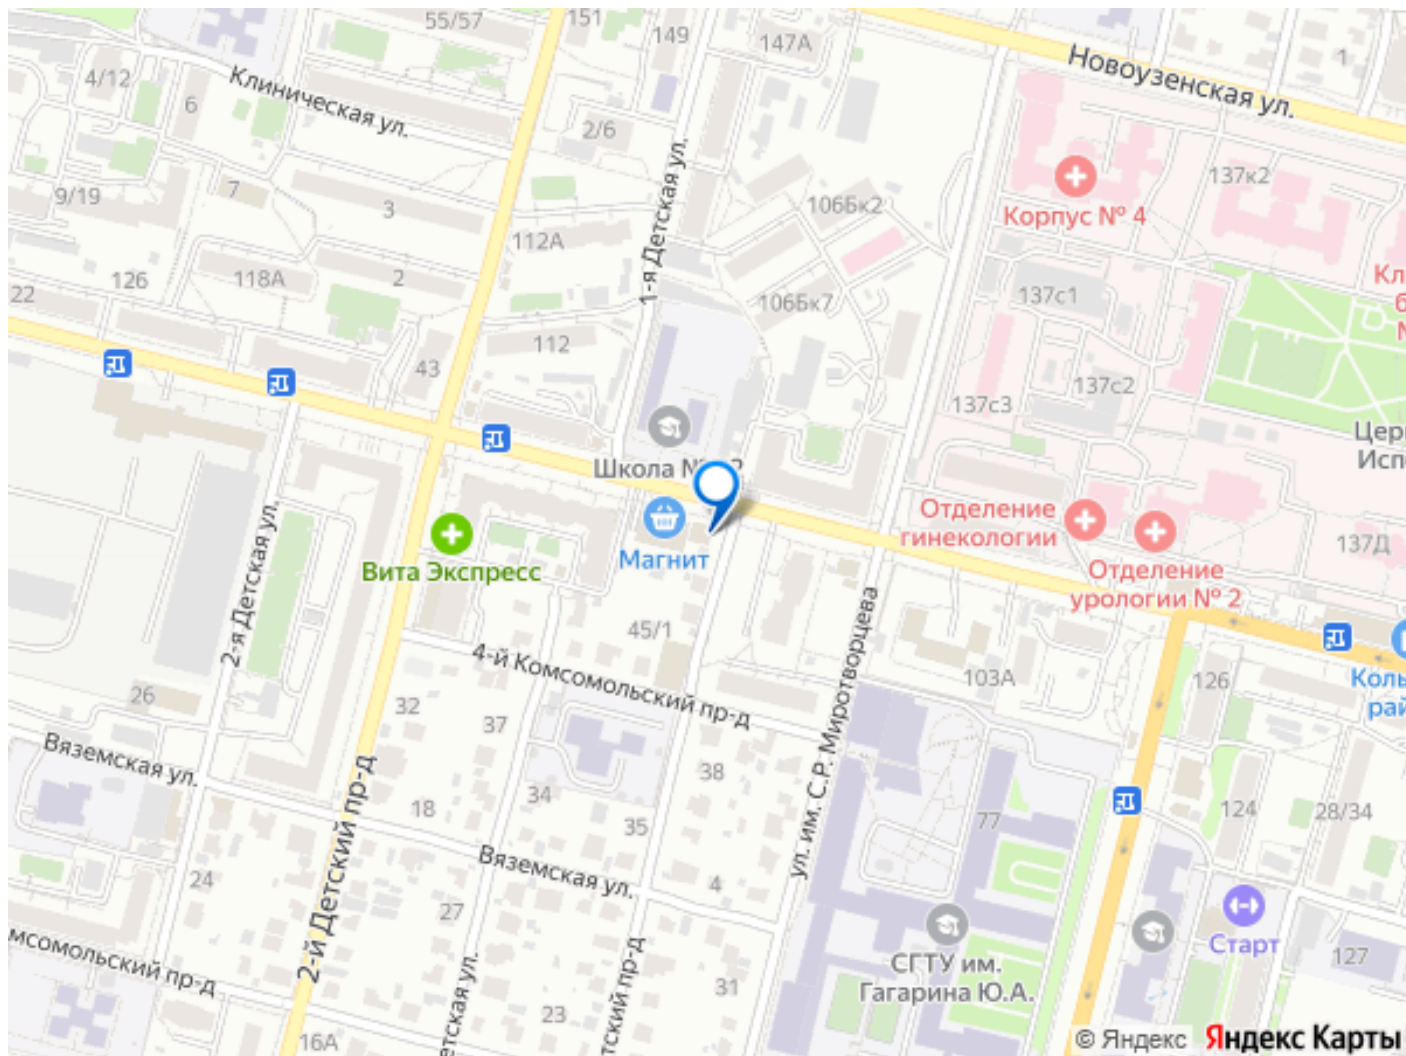 55/57
151
149
147А
Новоузенская ул.
1
4/12
6
Клиническая ул.
2/6
9/19
7
3
1-я Детская ул.
106Бк2
Корпус № 4
137к2
112А
126
118А
2
22
106Бк7
137с1
112
43
137с2
137с3
Школа №
Магнит
Вита Экспресс
Отделение
гинекологии
Отделение
урологии № 2
137Д
2-я Детская ул.
45/1
4-й Комсомольский пр-д
ул. им. С.Р. Миротворцева
103А
126
26
32
37
Вяземская ул.
38
18
34
35
77
124
28/34
2-й Детский пр-д
Вяземская ул.
4
24
27
Старт
127
СГТУ им.
Гагарина Ю.А.
31
23
16А
© Яндекс Яндекс Карты